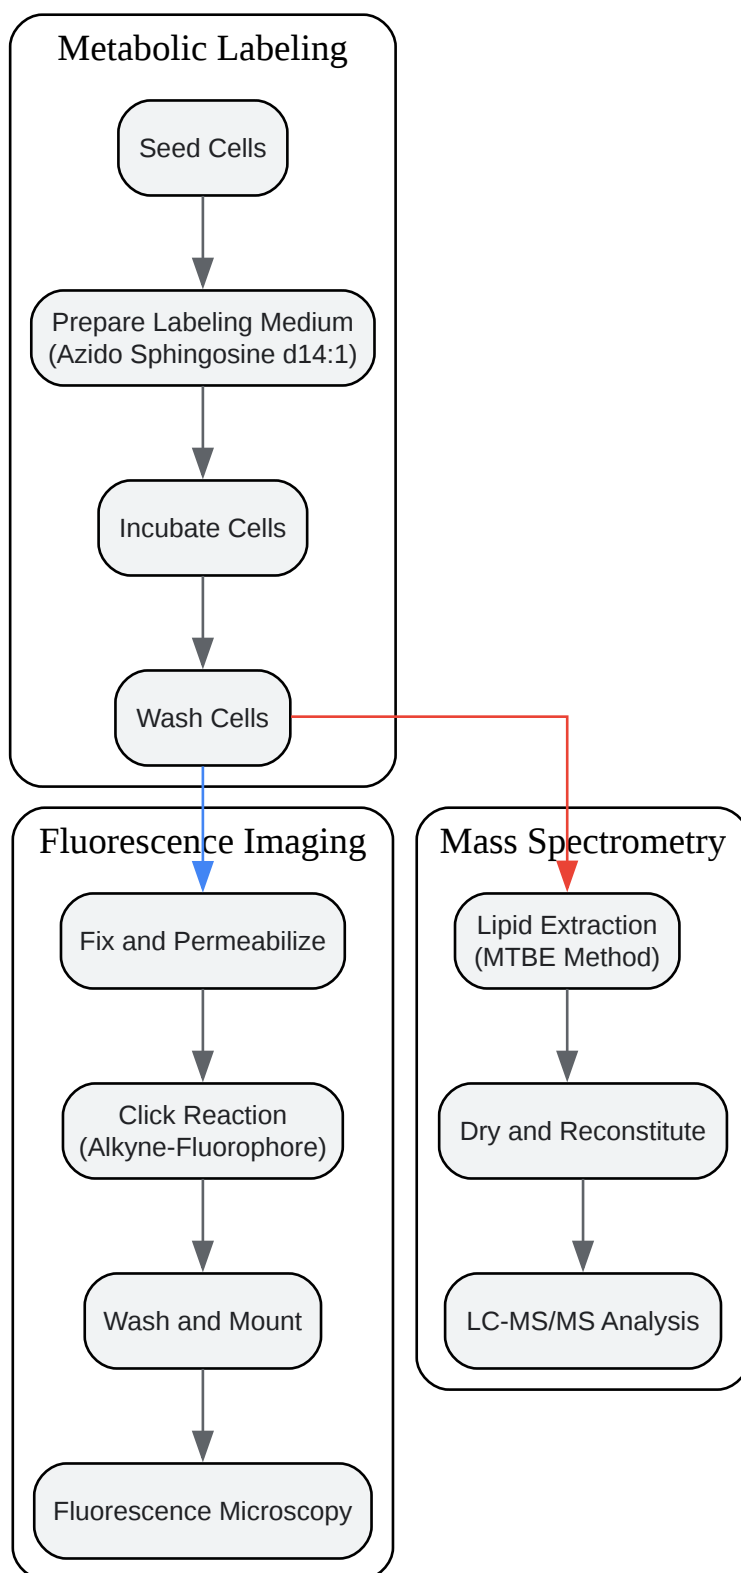 Metabolic Labeling
Seed Cells
Prepare Labeling Medium
(Azido Sphingosine d14:1)
Incubate Cells
Wash Cells
Fluorescence Imaging
Fix and Permeabilize
Click Reaction
(Alkyne-Fluorophore)
Wash and Mount
Fluorescence Microscopy
Mass Spectrometry
Lipid Extraction
(MTBE Method)
Dry and Reconstitute
LC-MS/MS Analysis